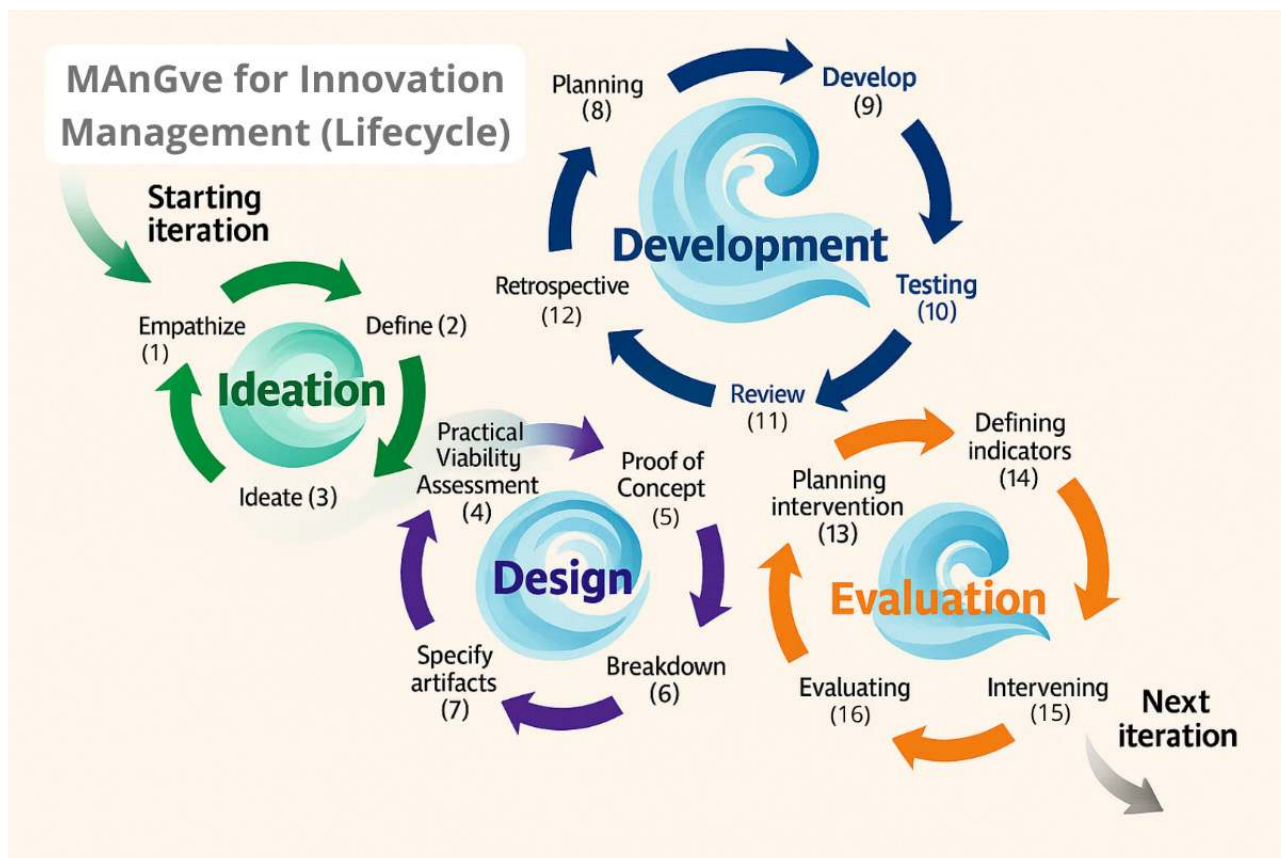 MAnGve for Innovation
Management (Lifecycle)
Starting
iteration
Empathize
(1)
Define (2)
Ideate (3)
Ideation
Practical
Viability
Assessment
(4)
Proof of
Concept
(5)
Breakdown
(6)
Specify
artifacts
(7)
Design
Planning
(8)
Develop
(9)
Testing
(10)
Review
(11)
Retrospective
(12)
Development
Planning
intervention
(13)
Defining
indicators
(14)
Intervening
(15)
Evaluating
(16)
Evaluation
Next
iteration